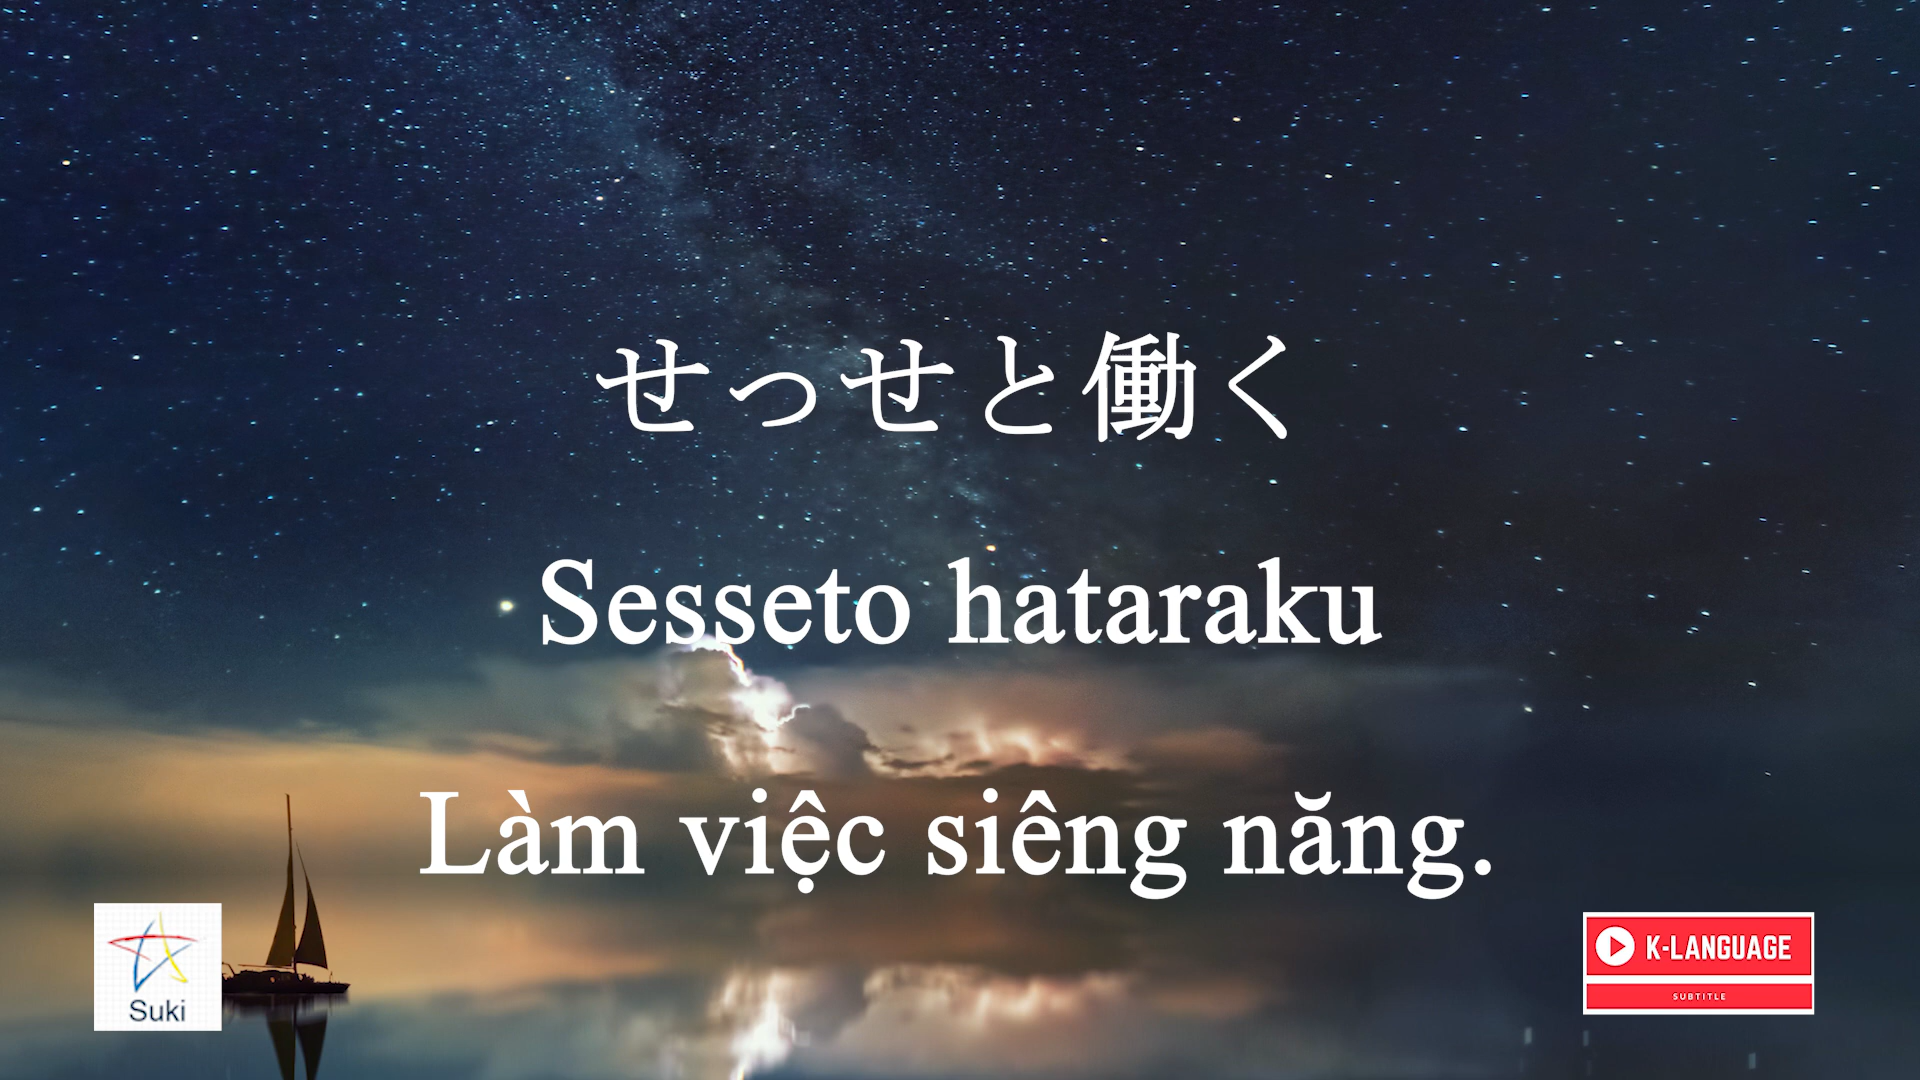 せっせと働く
Sesseto hataraku
Làm việc siêng năng.
Suki
K-LANGUAGE
SUBTITLE